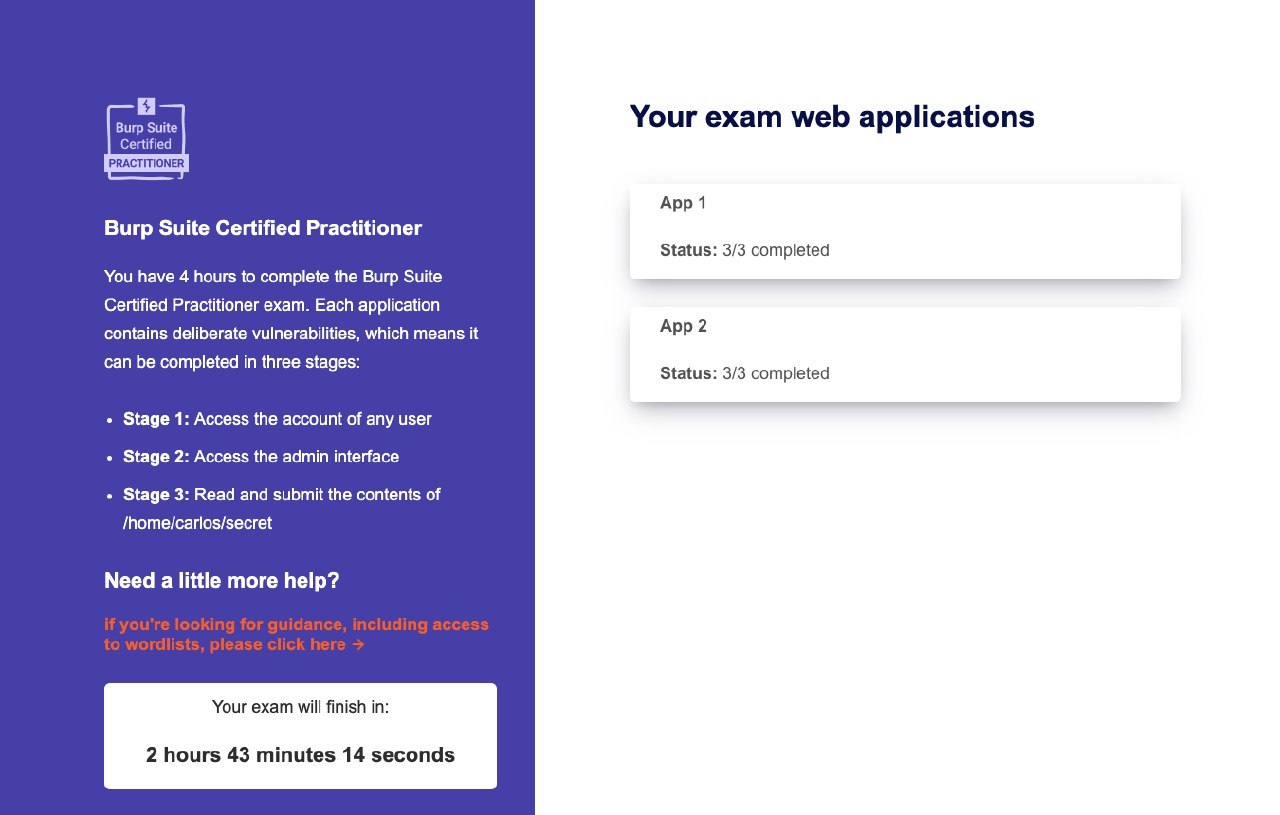 Burp Suite
Certified
PRACTITIONER
Burp Suite Certified Practitioner
You have 4 hours to complete the Burp Suite
Certified Practitioner exam. Each application
contains deliberate vulnerabilities, which means it
can be completed in three stages:
• Stage 1: Access the account of any user
• Stage 2: Access the admin interface
• Stage 3: Read and submit the contents of
/home/carlos/secret
Need a little more help?
if you're looking for guidance, including access
to wordlists, please click here →
Your exam will finish in:
2 hours 43 minutes 14 seconds
Your exam web applications
App 1
Status: 3/3 completed
App 2
Status: 3/3 completed